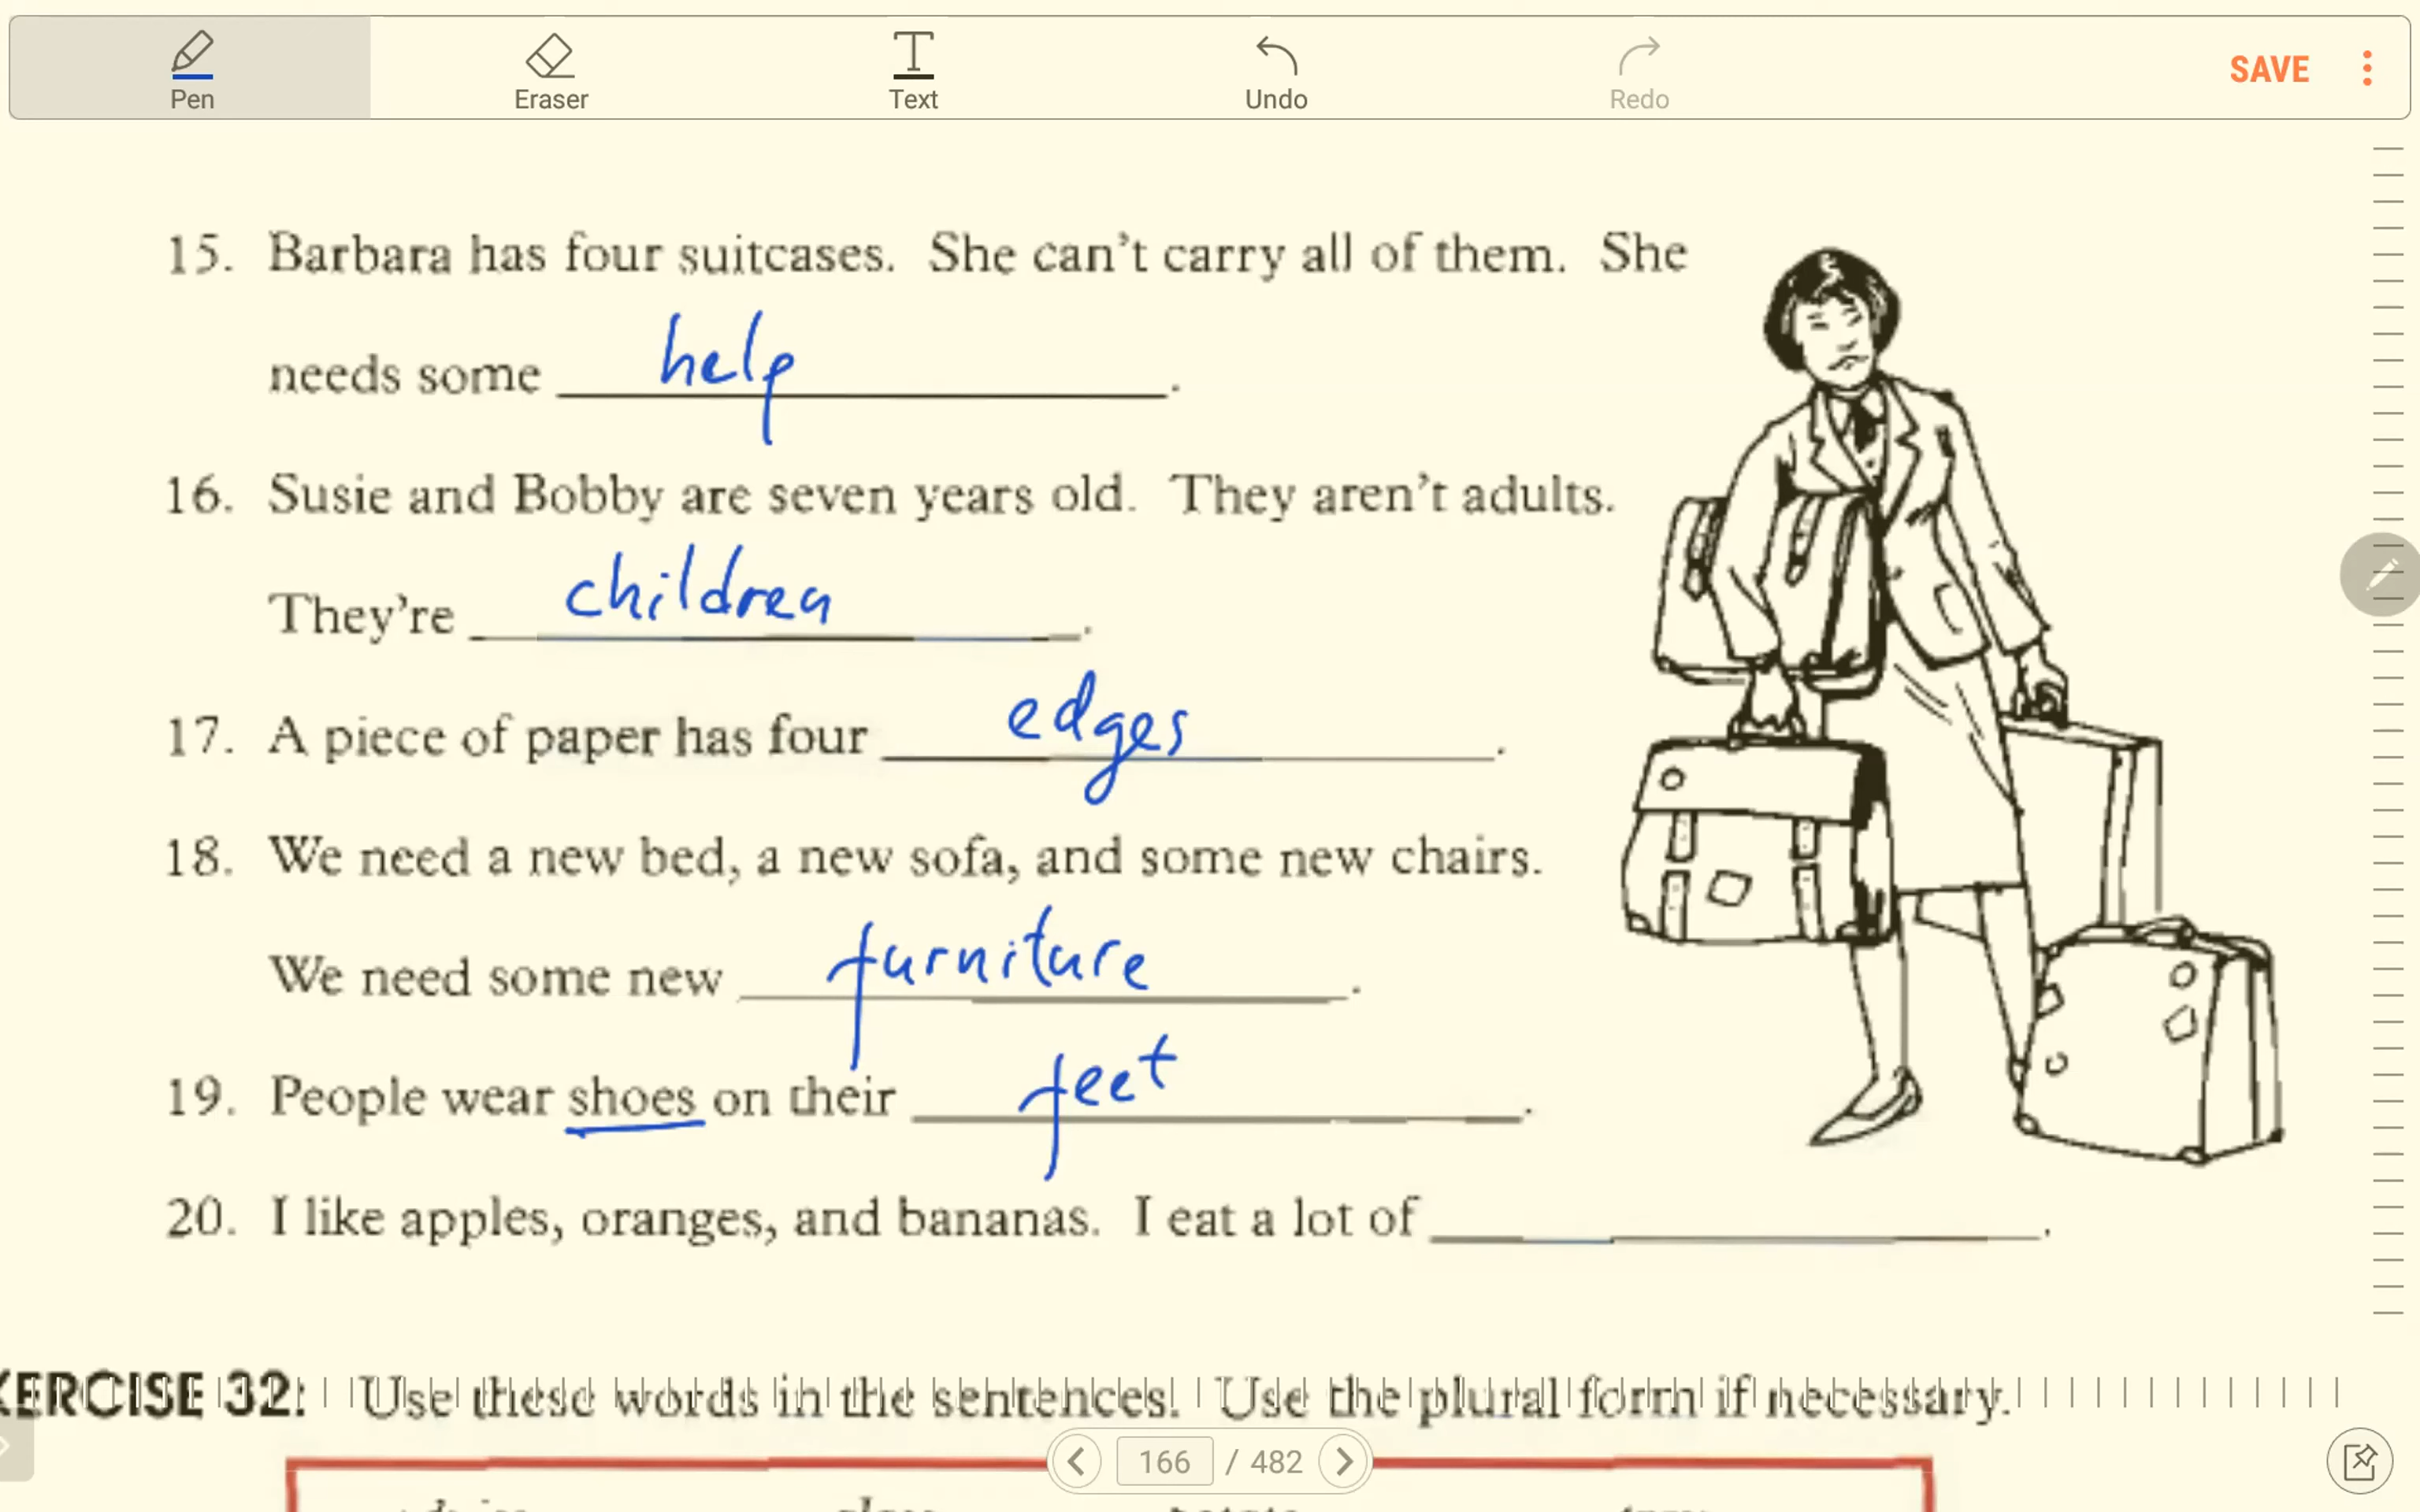 Pen Eraser Text Undo Redo SAVE
15. Barbara has four suitcases. She can't carry all of them. She
needs some help.
16. Susie and Bobby are seven years old. They aren't adults.
They're children.
17. A piece of paper has four edges.
18. We need a new bed, a new sofa, and some new chairs.
We need some new furniture.
19. People wear shoes on their feet.
20. I like apples, oranges, and bananas. I eat a lot of ____.
XERCISE 32: Use these words in the sentences. Use the plural form if necessary.
166 / 482